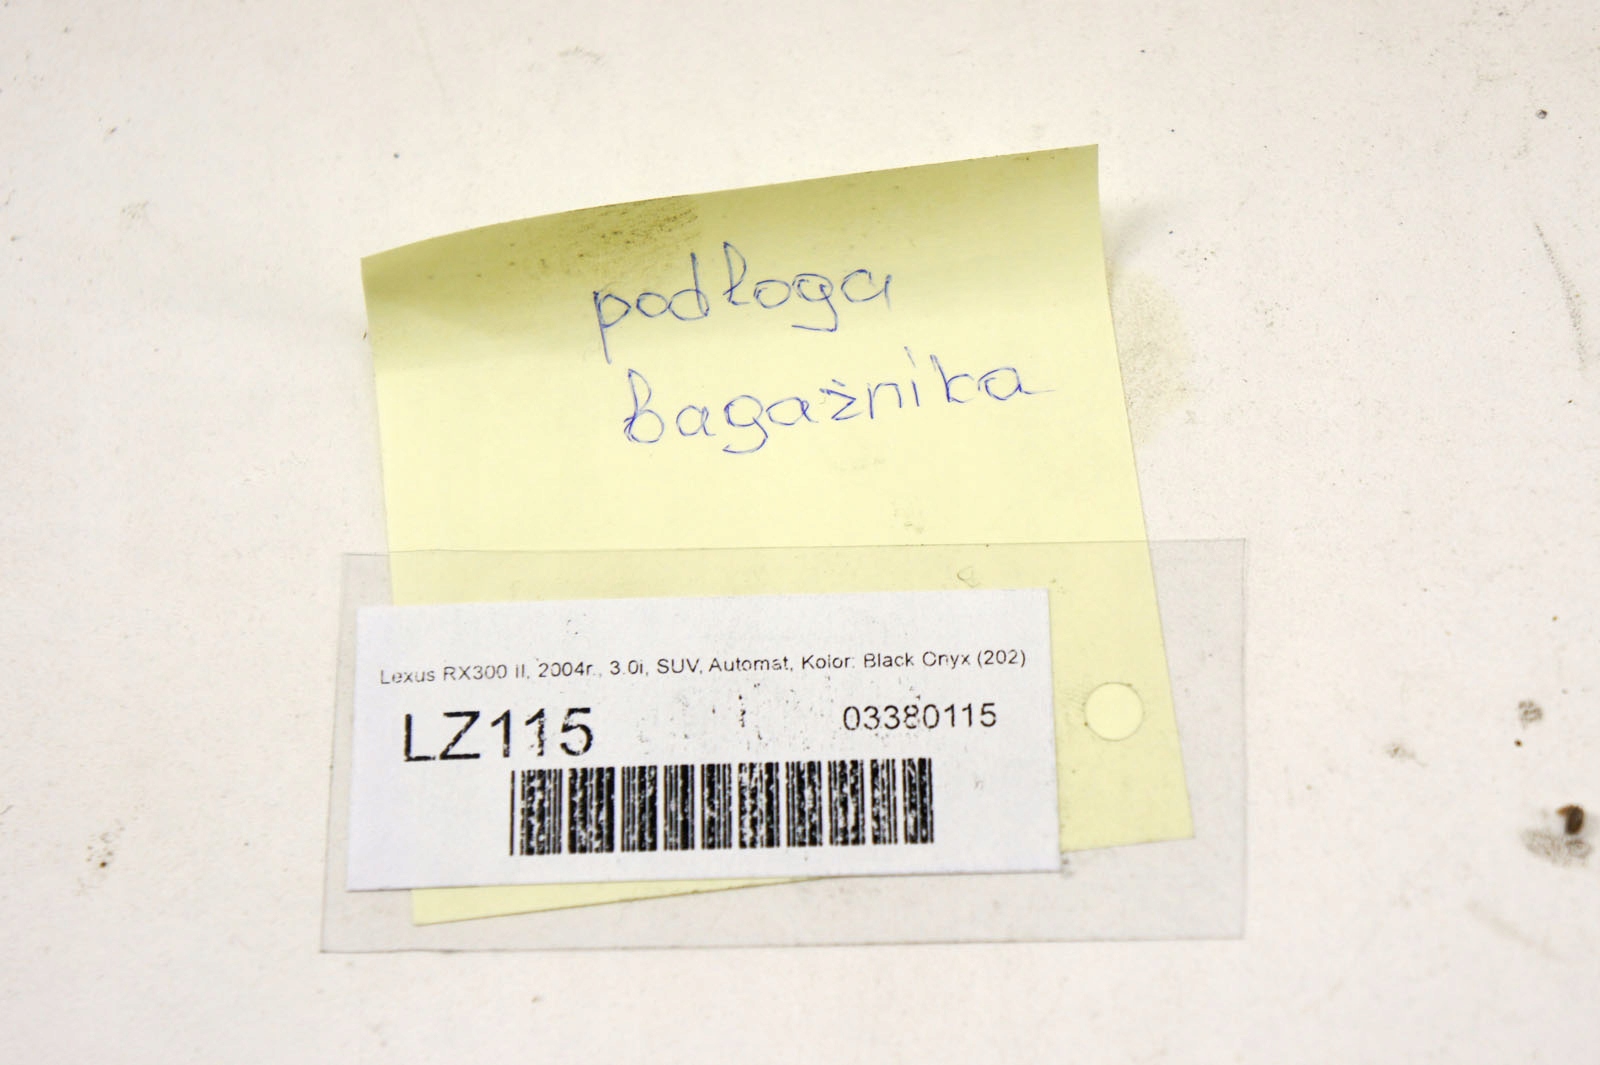 podłoga
bagażnika
Lexus RX300 II, 2004r., 3.0i, SUV, Automat, Kolor: Black Onyx (202)
LZ115 03380115